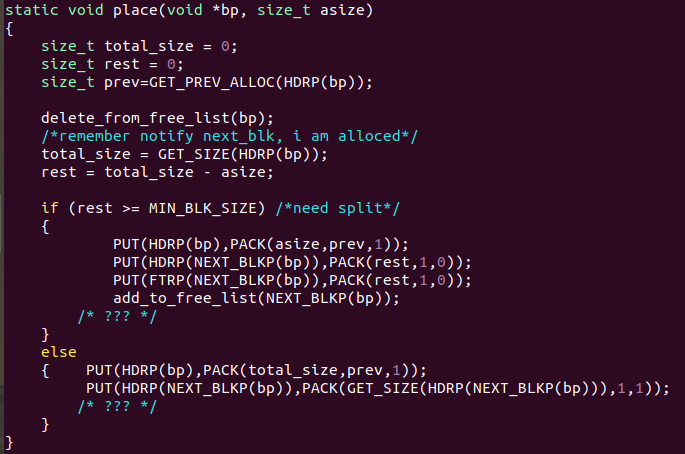 static void place(void *bp, size_t asize)
{
size_t total_size = 0;
size_t rest = 0;
size_t prev=GET_PREV_ALLOC(HDRP(bp));
delete_from_free_list(bp);
/*remember notify next_blk, i am alloced*/
total_size = GET_SIZE(HDRP(bp));
rest = total_size - asize;
if (rest >= MIN_BLK_SIZE) /*need split*/
{
PUT(HDRP(bp),PACK(asize,prev,1));
PUT(HDRP(NEXT_BLKP(bp)),PACK(rest,1,0));
PUT(FTRP(NEXT_BLKP(bp)),PACK(rest,1,0));
add_to_free_list(NEXT_BLKP(bp));
/* ??? */
}
else
{ PUT(HDRP(bp),PACK(total_size,prev,1));
PUT(HDRP(NEXT_BLKP(bp)),PACK(GET_SIZE(HDRP(NEXT_BLKP(bp))),1,1));
/* ??? */
}
}